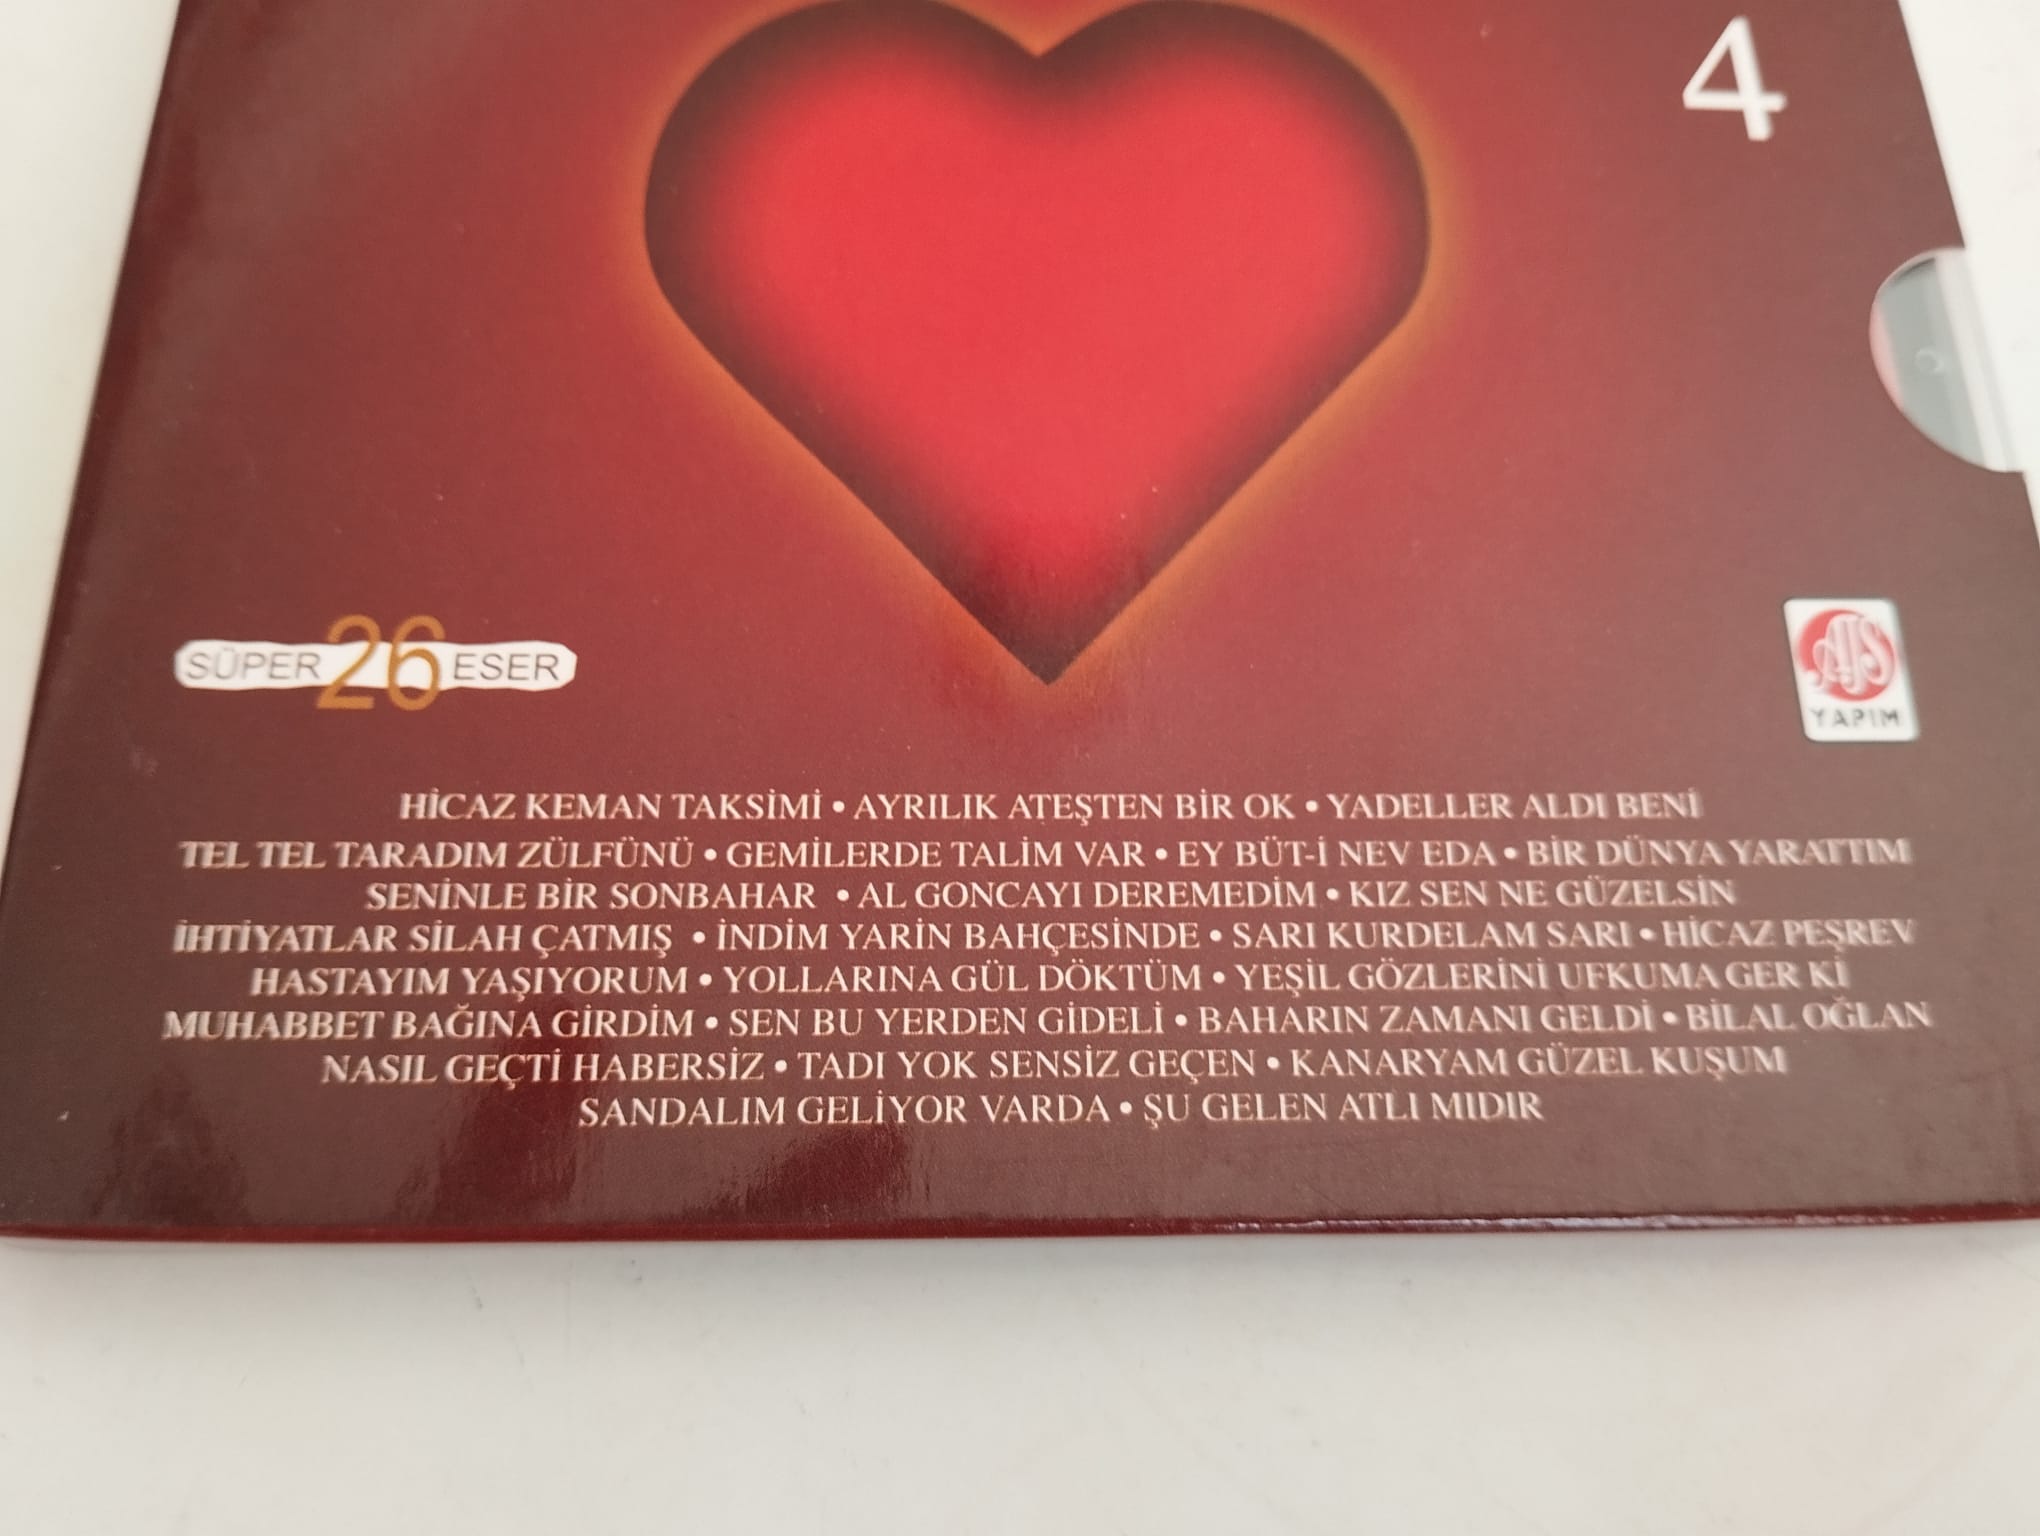 4
SÜPER 26 ESER
AJS
YAPIM
HİCAZ KEMAN TAKSİMİ • AYRILIK ATEŞTEN BİR OK • YADELLER ALDI BENİ
TEL TEL TARADIM ZÜLFÜNÜ • GEMİLERDE TALİM VAR • EY BÜT-İ NEV EDA • BİR DÜNYA YARATTIM
SENİNLE BİR SONBAHAR • AL GONCAYI DEREMEDİM • KIZ SEN NE GÜZELSİN
İHTİYATLAR SİLAH ÇATMIŞ • İNDİM YARİN BAHÇESİNDE • SARI KURDELAM SARI • HİCAZ PEŞREV
HASTAYIM YAŞIYORUM • YOLLARINA GÜL DÖKTÜM • YEŞİL GÖZLERİNİ UFKUMA GER Kİ
MUHABBET BAĞINA GİRDİM • SEN BU YERDEN GİDELİ • BAHARIN ZAMANI GELDİ • BİLAL OĞLAN
NASIL GEÇTİ HABERSİZ • TADI YOK SENSİZ GEÇEN • KANARYAM GÜZEL KUŞUM
SANDALIM GELİYOR VARDA • ŞU GELEN ATLI MIDIR